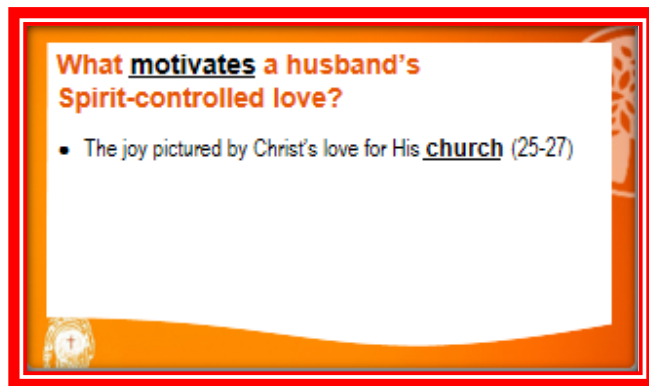 What motivates a husband's
Spirit-controlled love?
● The joy pictured by Christ's love for His church (25-27)